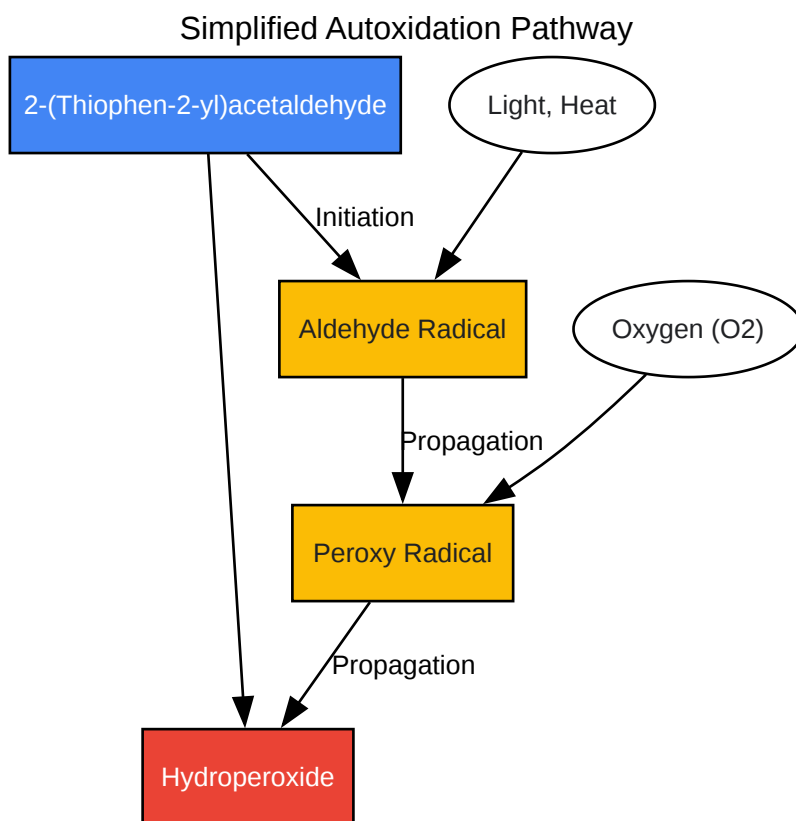 Simplified Autoxidation Pathway
2-(Thiophen-2-yl)acetaldehyde
Light, Heat
Initiation
Aldehyde Radical
Oxygen (O2)
Propagation
Peroxy Radical
Propagation
Hydroperoxide